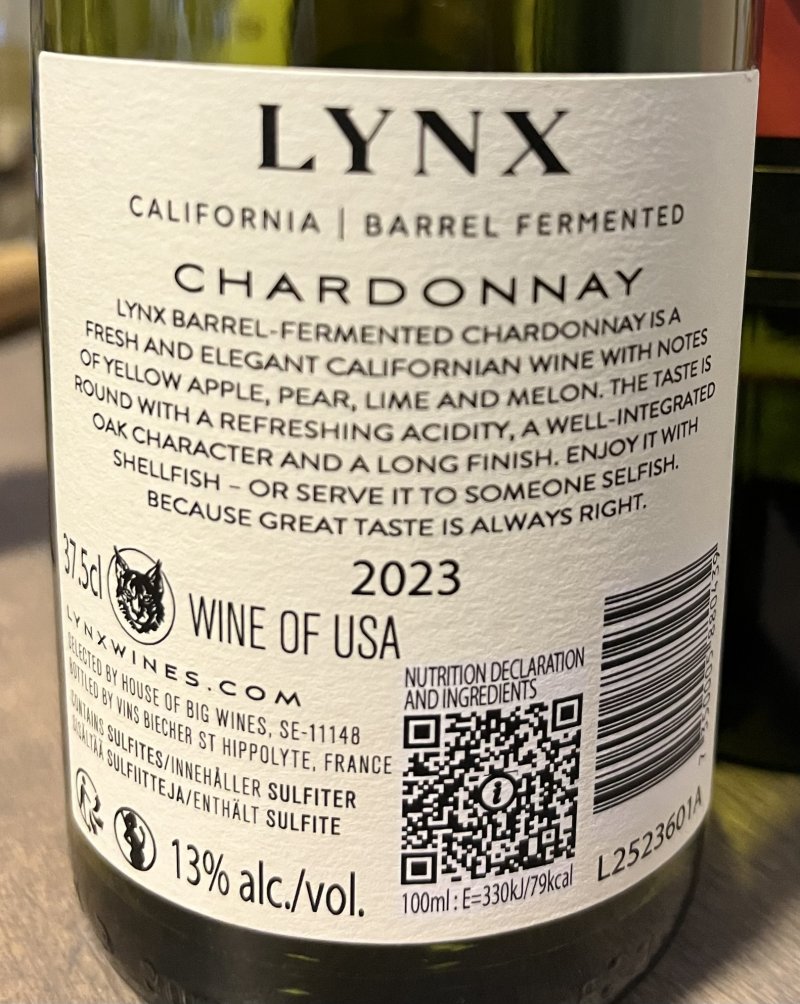 LYNX
CALIFORNIA | BARREL FERMENTED
CHARDONNAY
LYNX BARREL-FERMENTED CHARDONNAY IS A
FRESH AND ELEGANT CALIFORNIAN WINE WITH NOTES
OF YELLOW APPLE, PEAR, LIME AND MELON. THE TASTE IS
ROUND WITH A REFRESHING ACIDITY, A WELL-INTEGRATED
OAK CHARACTER AND A LONG FINISH. ENJOY IT WITH
SHELLFISH – OR SERVE IT TO SOMEONE SELFISH.
BECAUSE GREAT TASTE IS ALWAYS RIGHT.
2023
37.5cl
WINE OF USA
LYNXWINES.COM
SELECTED BY HOUSE OF BIG WINES, SE-11148
BOTTLED BY VINS BIECHER ST HIPPOLYTE, FRANCE
CONTAINS SULFITES/INNEHÅLLER SULFITER
SISÄLTÄÄ SULFIITTEJA/ENTHÄLT SULFITE
13% alc./vol.
NUTRITION DECLARATION
AND INGREDIENTS
100ml : E=330kJ/79kcal
L2523601A